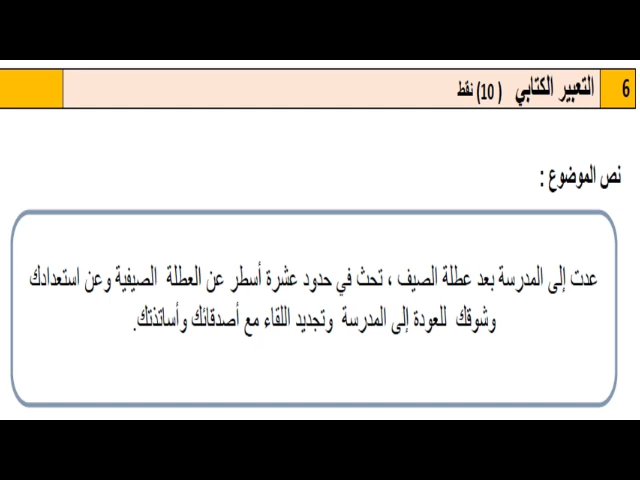 6 التعبير الكتابي ( 10) نقط
نص الموضوع :
عدت إلى المدرسة بعد عطلة الصيف ، تحث في حدود عشرة أسطر عن العطلة الصيفية وعن استعدادك
وشوقك للعودة إلى المدرسة وتجديد اللقاء مع أصدقائك وأساتذتك.